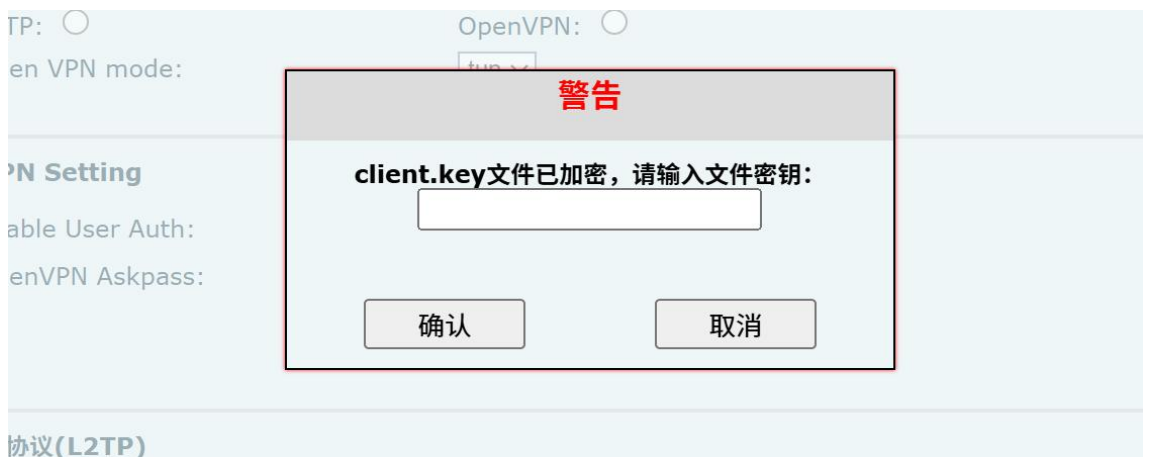 TP: OpenVPN:
en VPN mode: tun
警告
PN Setting
client.key文件已加密，请输入文件密钥：
able User Auth:
enVPN Askpass:
确认 取消
协议(L2TP)